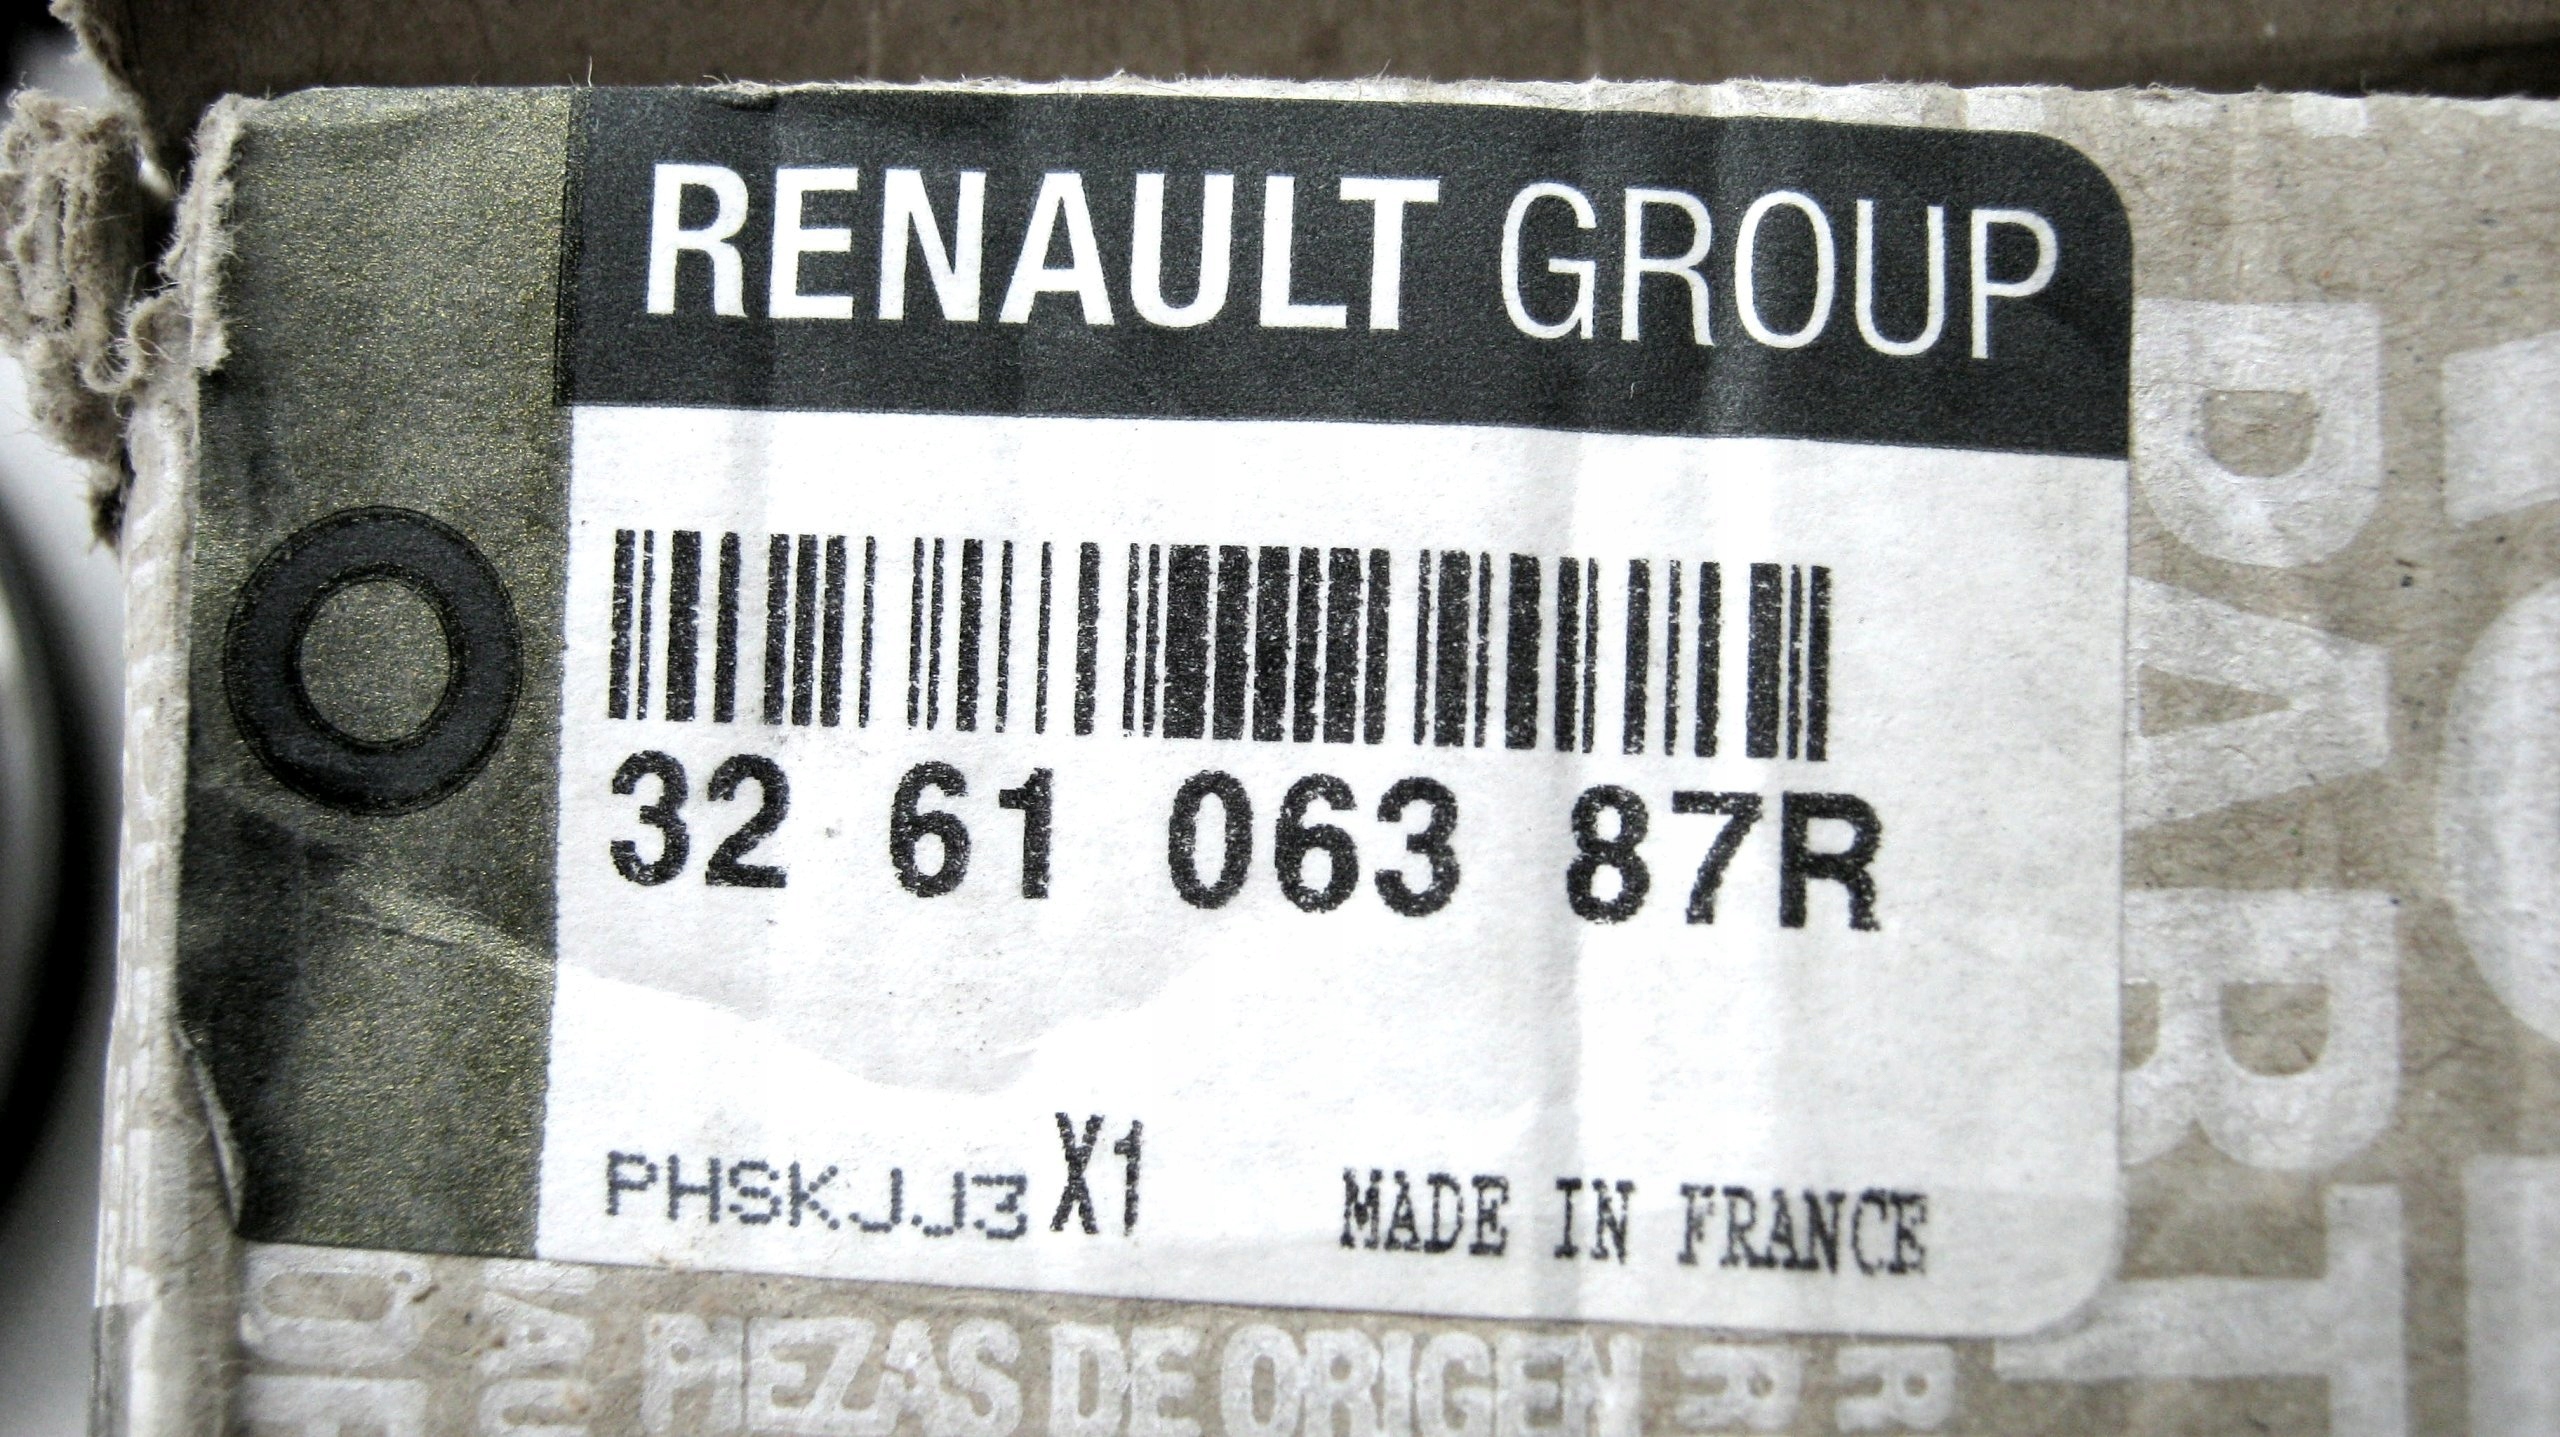 RENAULT GROUP
32 61 063 87R
PHSKJJ3 X1 MADE IN FRANCE
PIEZAS DE ORIGEN